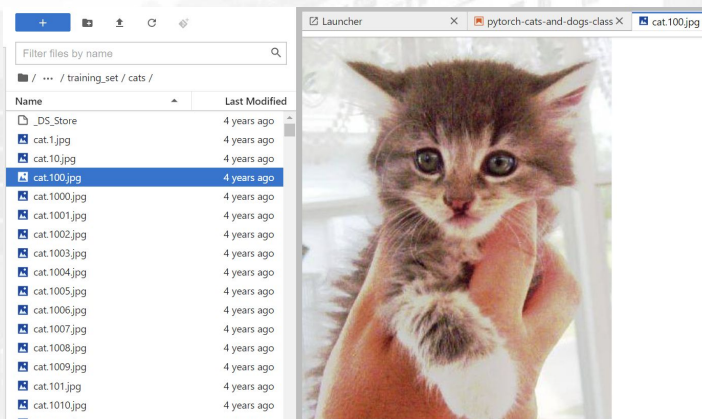 Launcher
pytorch-cats-and-dogs-class
cat.100.jpg
Filter files by name
/ ... / training_set / cats /
Name Last Modified
_DS_Store 4 years ago
cat.1.jpg 4 years ago
cat.10.jpg 4 years ago
cat.100.jpg 4 years ago
cat.1000.jpg 4 years ago
cat.1001.jpg 4 years ago
cat.1002.jpg 4 years ago
cat.1003.jpg 4 years ago
cat.1004.jpg 4 years ago
cat.1005.jpg 4 years ago
cat.1006.jpg 4 years ago
cat.1007.jpg 4 years ago
cat.1008.jpg 4 years ago
cat.1009.jpg 4 years ago
cat.101.jpg 4 years ago
cat.1010.jpg 4 years ago